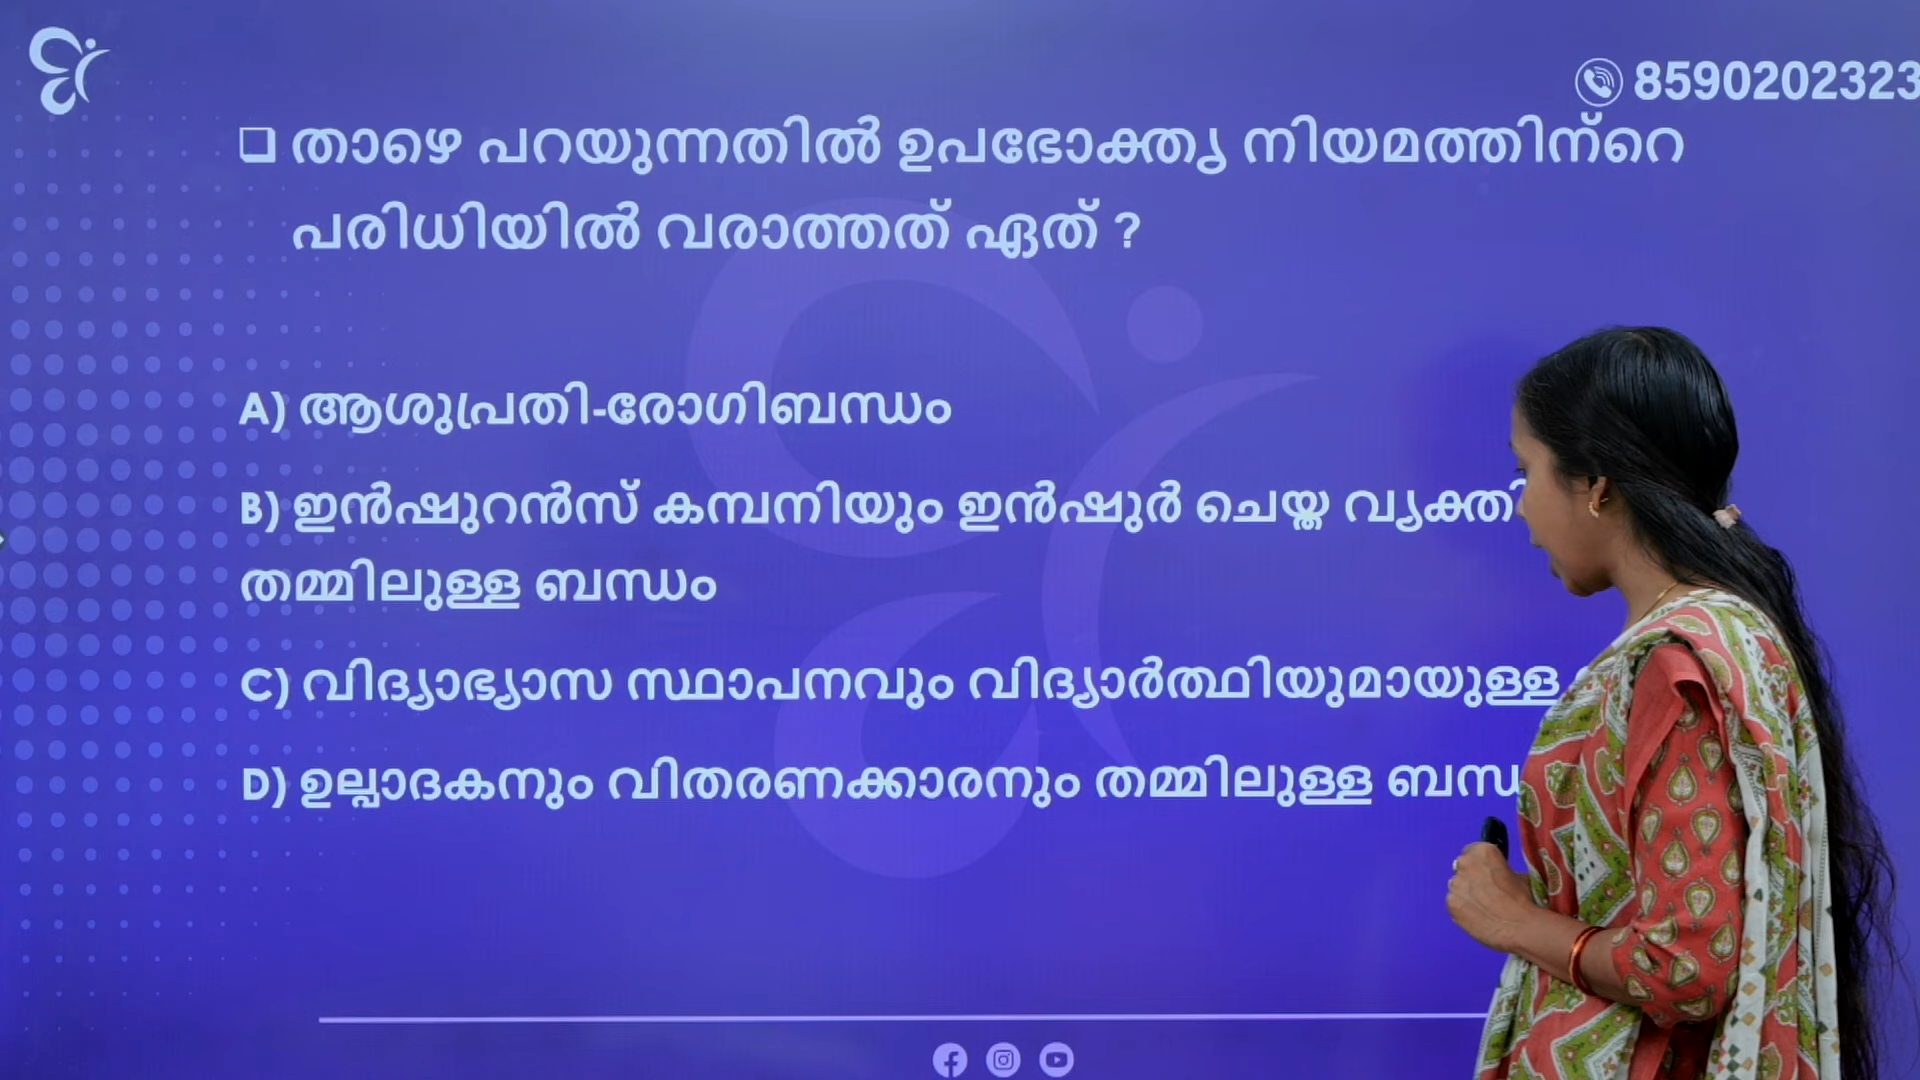 8590202323
താഴെ പറയുന്നതിൽ ഉപഭോക്തൃ നിയമത്തിന്റെ
പരിധിയിൽ വരാത്തത് ഏത് ?
A) ആശുപ്രതി-രോഗിബന്ധം
B) ഇൻഷുറൻസ് കമ്പനിയും ഇൻഷുർ ചെയ്ത
തമ്മിലുള്ള ബന്ധം
C) വിദ്യാഭ്യാസ സ്ഥാപനവും വിദ്യാർത്ഥിയുമായുള്ള
D) ഉല്പാദകനും വിതരണക്കാരനും തമ്മിലുള്ള